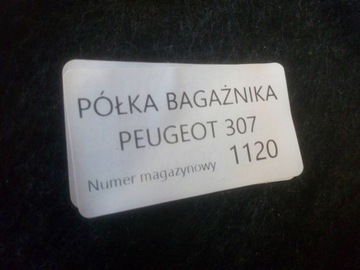 PÓŁKA BAGAŻNIKA
PEUGEOT 307
Numer magazynowy 1120